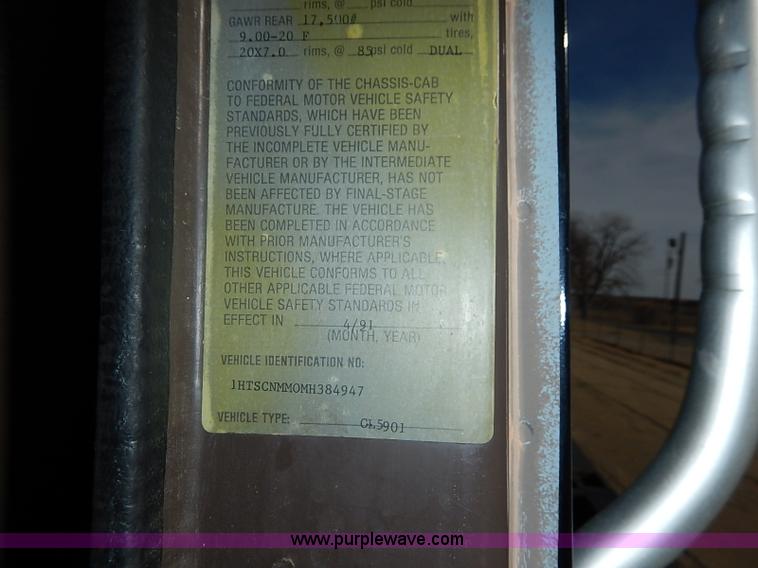 rims, @ psi cold
GAWR REAR 17,500# with
9.00-20 F tires,
20X7.0 rims, @ 85psi cold DUAL
CONFORMITY OF THE CHASSIS-CAB
TO FEDERAL MOTOR VEHICLE SAFETY
STANDARDS, WHICH HAVE BEEN
PREVIOUSLY FULLY CERTIFIED BY
THE INCOMPLETE VEHICLE MANU-
FACTURER OR BY THE INTERMEDIATE
VEHICLE MANUFACTURER, HAS NOT
BEEN AFFECTED BY FINAL-STAGE
MANUFACTURE. THE VEHICLE HAS
BEEN COMPLETED IN ACCORDANCE
WITH PRIOR MANUFACTURER'S
INSTRUCTIONS, WHERE APPLICABLE.
THIS VEHICLE CONFORMS TO ALL
OTHER APPLICABLE FEDERAL MOTOR
VEHICLE SAFETY STANDARDS IN
EFFECT IN 4/91
(MONTH, YEAR)
VEHICLE IDENTIFICATION NO:
1HTSCNMMOMH384947
VEHICLE TYPE: GL5901
www.purplewave.com